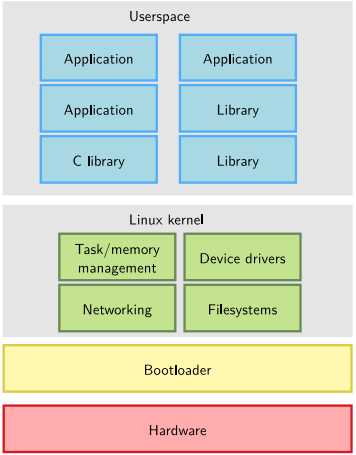 Userspace
Application
Application
Application
Library
C library
Library
Linux kernel
Task/memory
management
Device drivers
Networking
Filesystems
Bootloader
Hardware